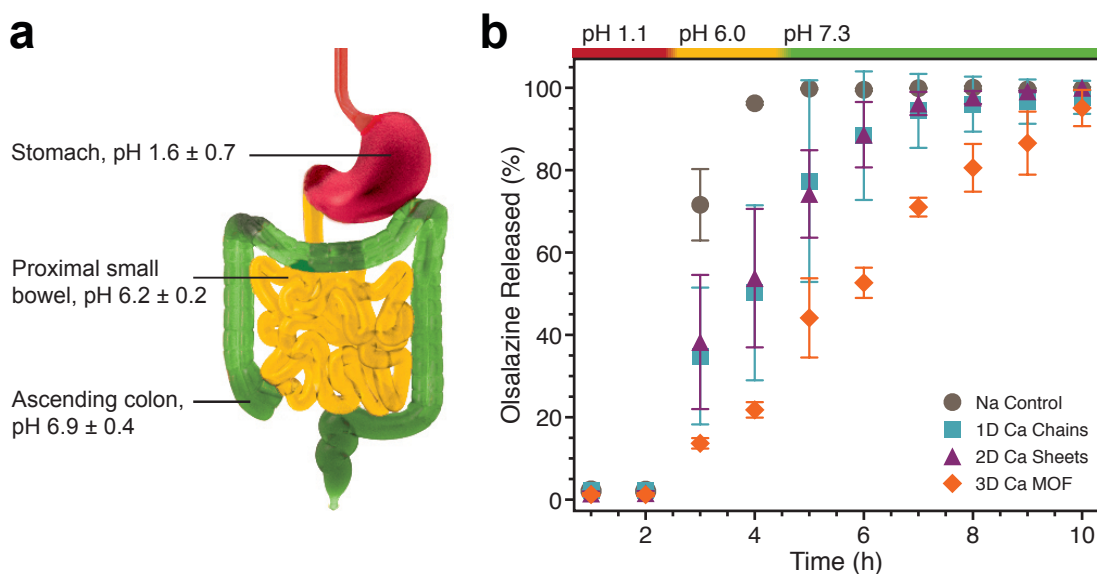 a
Stomach, pH 1.6 ± 0.7
Proximal small
bowel, pH 6.2 ± 0.2
Ascending colon,
pH 6.9 ± 0.4
b
pH 1.1 pH 6.0 pH 7.3
Olsalazine Released (%)
100
80
60
40
20
0
Na Control
1D Ca Chains
2D Ca Sheets
3D Ca MOF
2 4 6 8 10
Time (h)